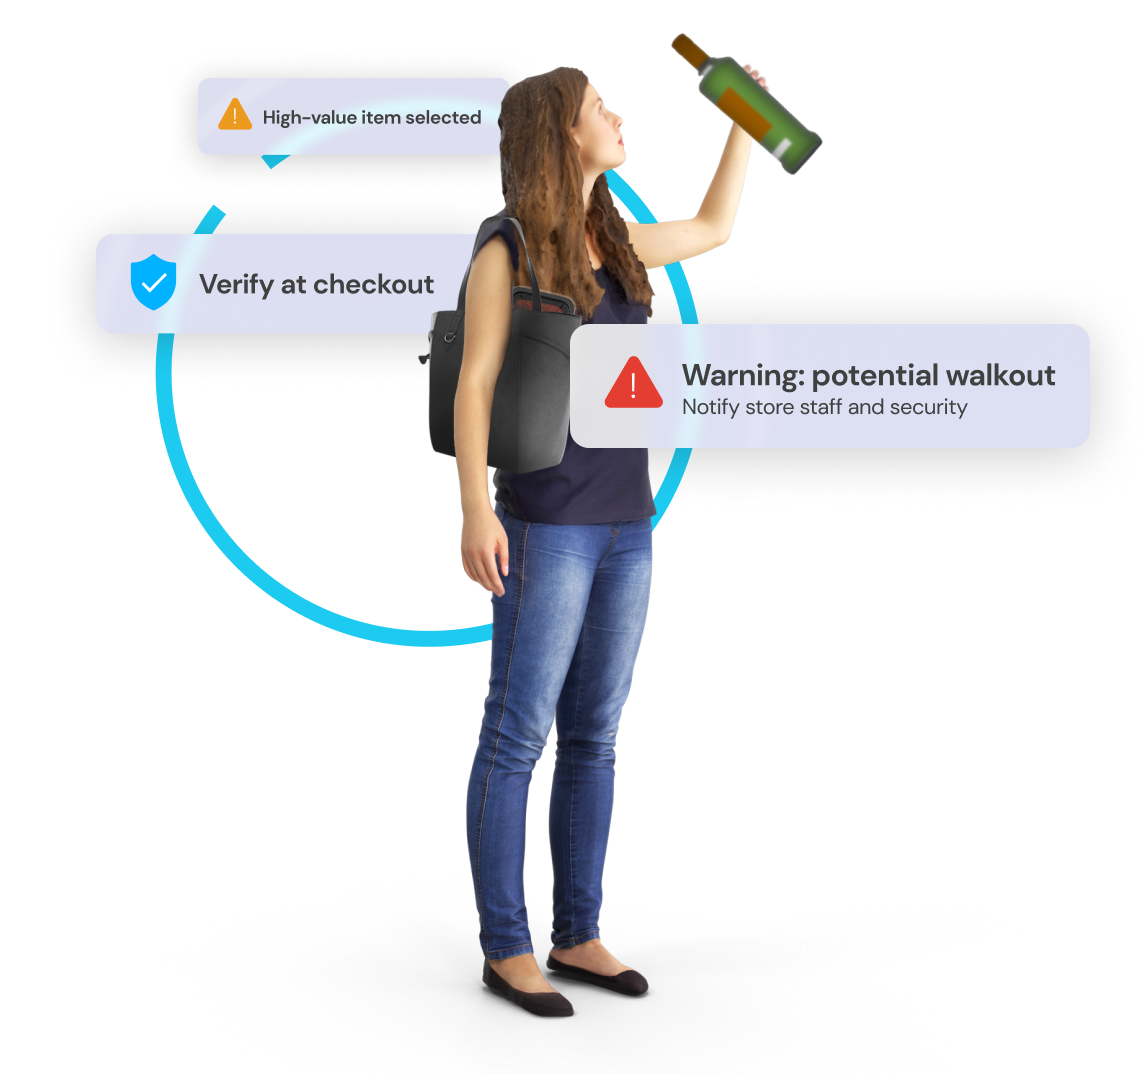 High-value item selected
Verify at checkout
Warning: potential walkout
Notify store staff and security